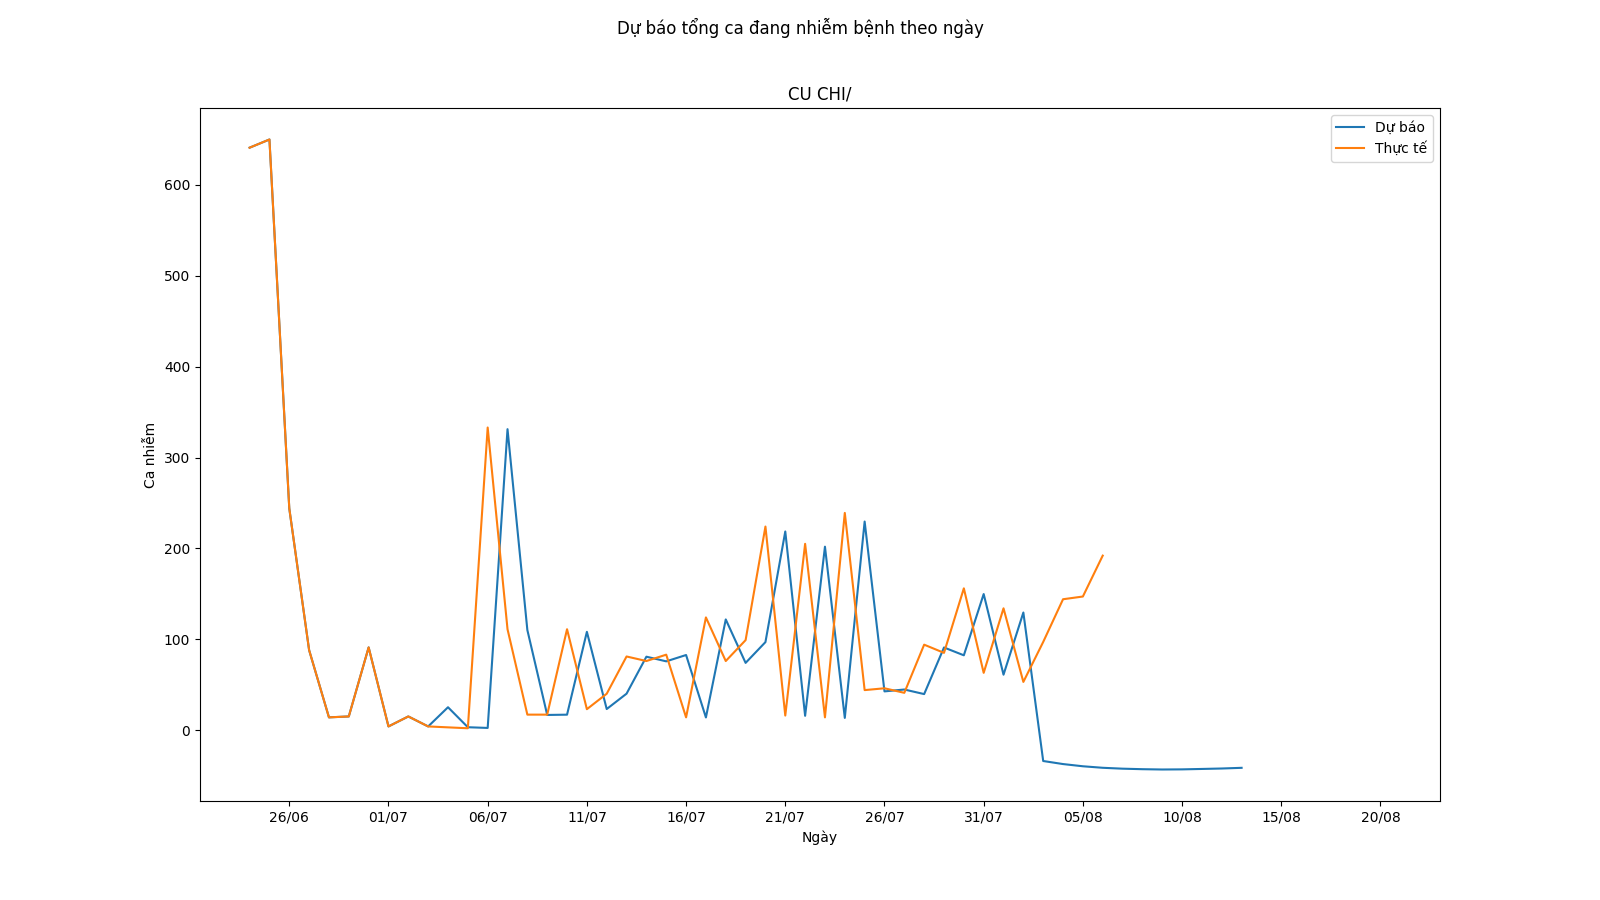 Dự báo tổng ca đang nhiễm bệnh theo ngày
CU CHI/
Dự báo
Thực tế
600
500
400
300
200
100
0
Ca nhiễm
26/06 01/07 06/07 11/07 16/07 21/07 26/07 31/07 05/08 10/08 15/08 20/08
Ngày